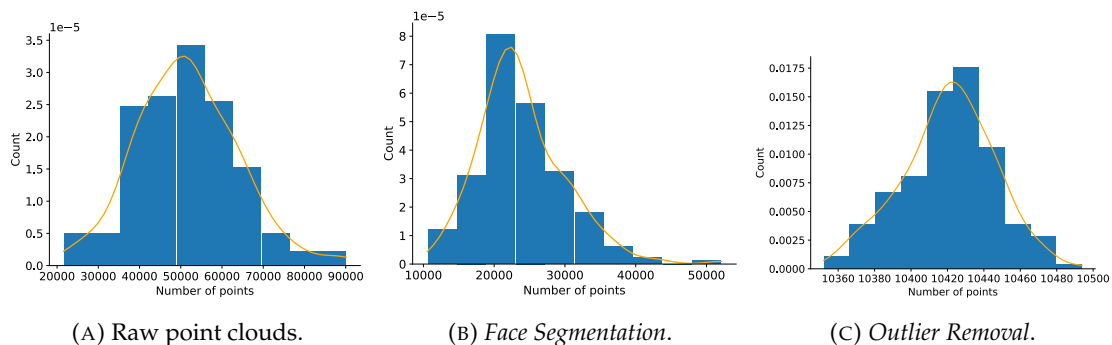 1e−5
3.5
3.0
2.5
2.0
1.5
1.0
0.5
0.0
Count
20000 30000 40000 50000 60000 70000 80000 90000
Number of points
(A) Raw point clouds.
1e−5
8
7
6
5
4
3
2
1
0
Count
10000 20000 30000 40000 50000
Number of points
(B) Face Segmentation.
0.0175
0.0150
0.0125
0.0100
0.0075
0.0050
0.0025
0.0000
Count
10360 10380 10400 10420 10440 10460 10480 10500
Number of points
(C) Outlier Removal.